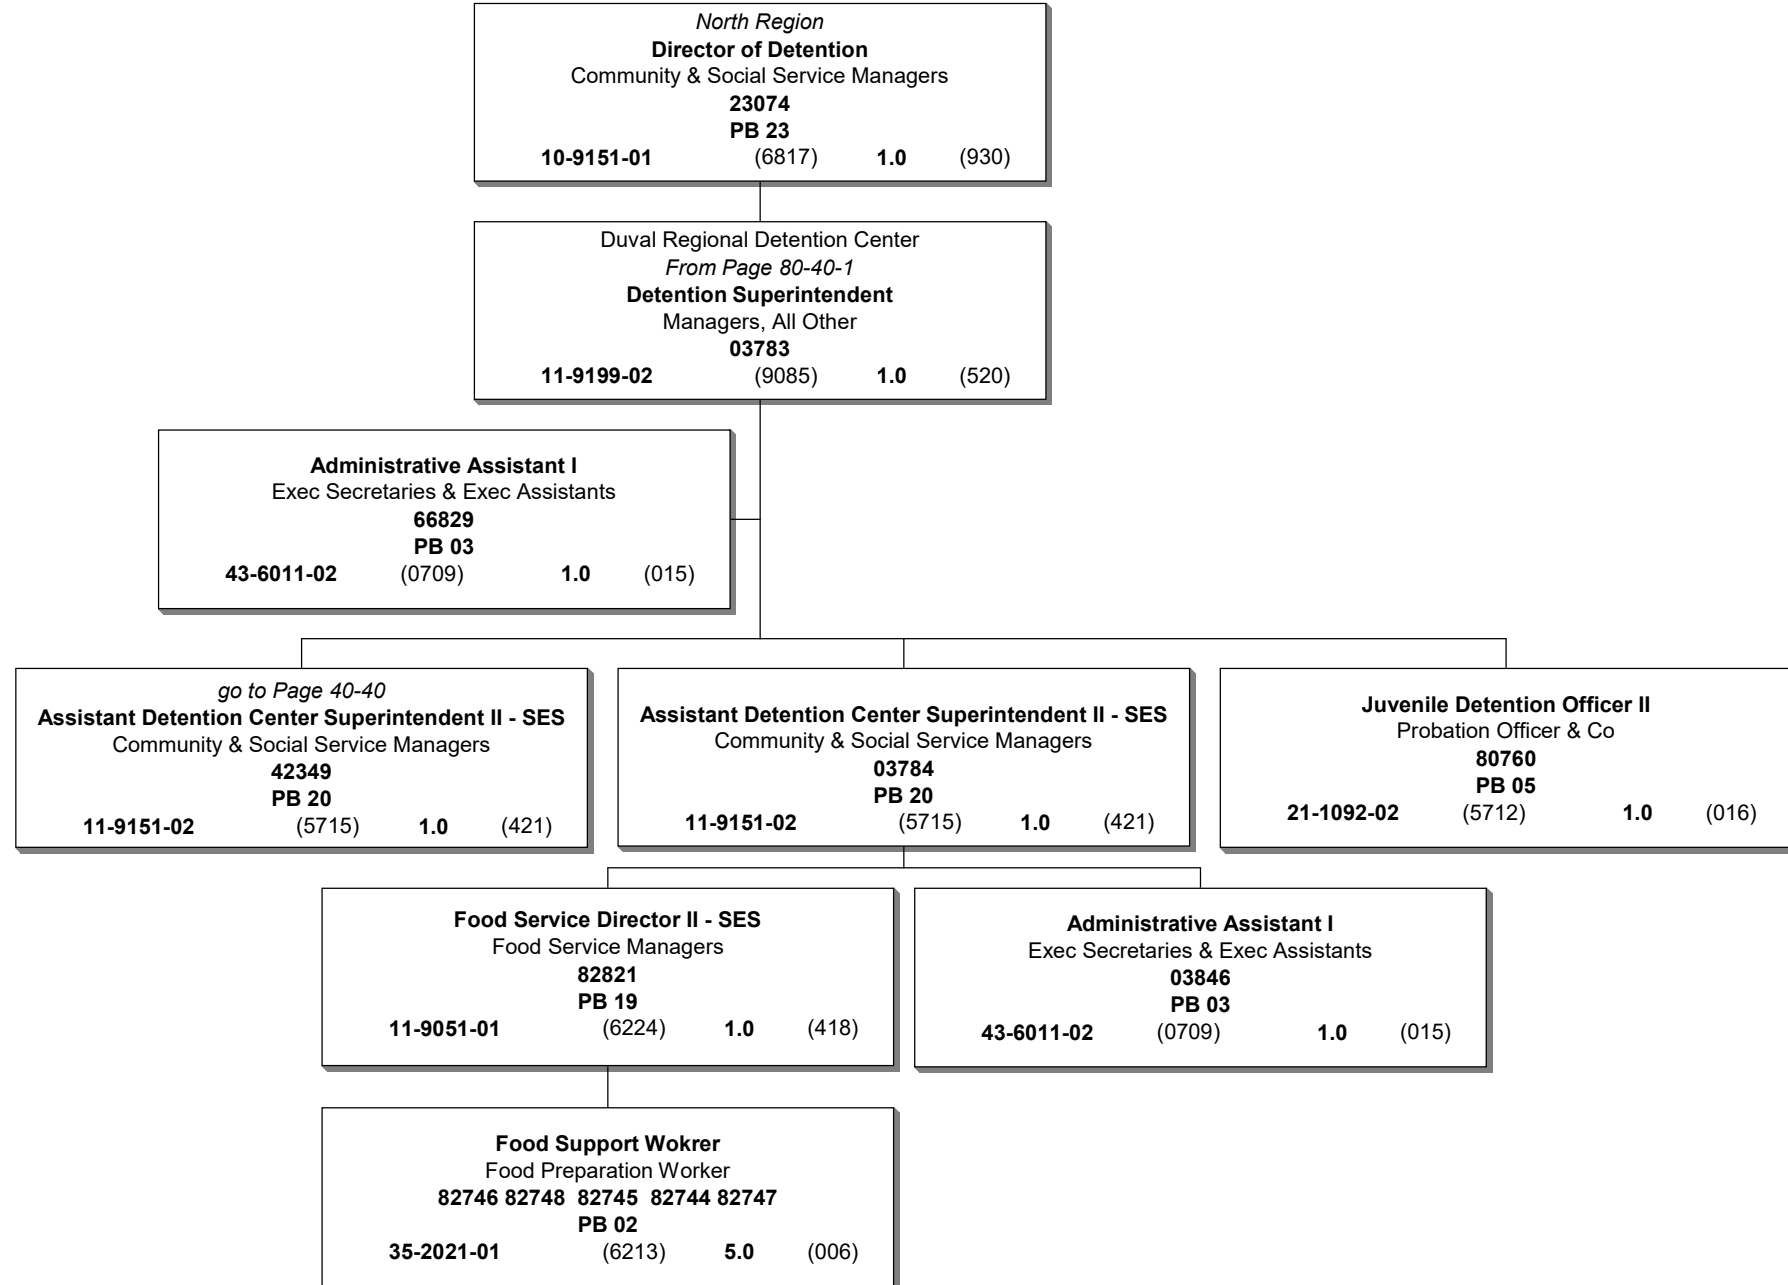 North Region
Director of Detention
Community & Social Service Managers
23074
PB 23
10-9151-01 (6817) 1.0 (930)
Duval Regional Detention Center
From Page 80-40-1
Detention Superintendent
Managers, All Other
03783
11-9199-02 (9085) 1.0 (520)
Administrative Assistant I
Exec Secretaries & Exec Assistants
66829
PB 03
43-6011-02 (0709) 1.0 (015)
go to Page 40-40
Assistant Detention Center Superintendent II - SES
Community & Social Service Managers
42349
PB 20
11-9151-02 (5715) 1.0 (421)
Assistant Detention Center Superintendent II - SES
Community & Social Service Managers
03784
PB 20
11-9151-02 (5715) 1.0 (421)
Juvenile Detention Officer II
Probation Officer & Co
80760
PB 05
21-1092-02 (5712) 1.0 (016)
Food Service Director II - SES
Food Service Managers
82821
PB 19
11-9051-01 (6224) 1.0 (418)
Administrative Assistant I
Exec Secretaries & Exec Assistants
03846
PB 03
43-6011-02 (0709) 1.0 (015)
Food Support Wokrer
Food Preparation Worker
82746 82748 82745 82744 82747
PB 02
35-2021-01 (6213) 5.0 (006)